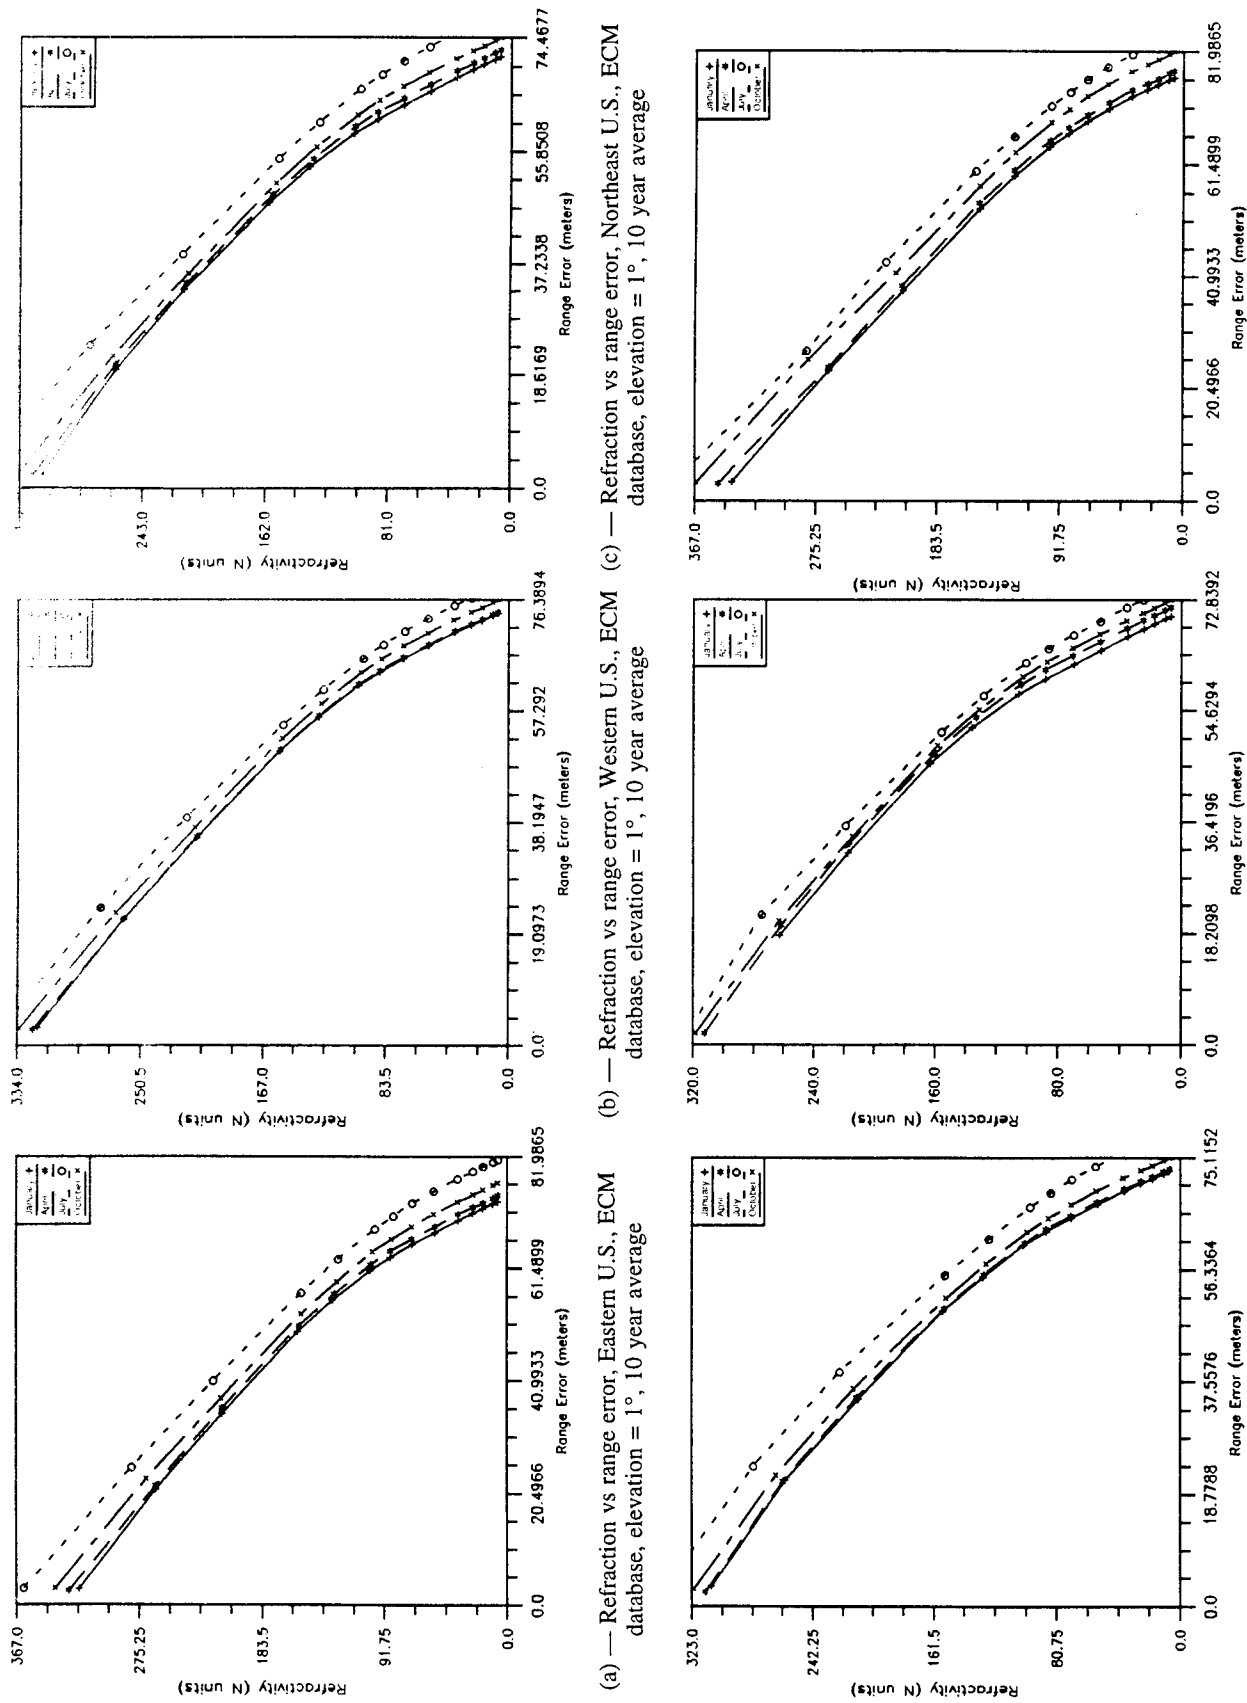 Refractivity (N units)
367.0
275.25
183.5
91.75
0.0
January
April
July
October
0.0
20.4966
40.9933
61.4899
81.9865
Range Error (meters)
(a) — Refraction vs range error, Eastern U.S., ECM
database, elevation = 1°, 10 year average
Refractivity (N units)
334.0
250.5
167.0
83.5
0.0
0.0
19.0973
38.1947
57.292
76.3894
Range Error (meters)
(b) — Refraction vs range error, Western U.S., ECM
database, elevation = 1°, 10 year average
Refractivity (N units)
243.0
162.0
81.0
0.0
July
0.0
18.6169
37.2338
55.8508
74.4677
Range Error (meters)
(c) — Refraction vs range error, Northeast U.S., ECM
database, elevation = 1°, 10 year average
Refractivity (N units)
323.0
242.25
161.5
80.75
0.0
January
April
July
October
0.0
18.7788
37.5576
56.3364
75.1152
Range Error (meters)
Refractivity (N units)
320.0
240.0
160.0
80.0
0.0
January
April
July
0.0
18.2098
36.4196
54.6294
72.8392
Range Error (meters)
Refractivity (N units)
367.0
275.25
183.5
91.75
0.0
January
April
July
October
0.0
20.4966
40.9933
61.4899
81.9865
Range Error (meters)